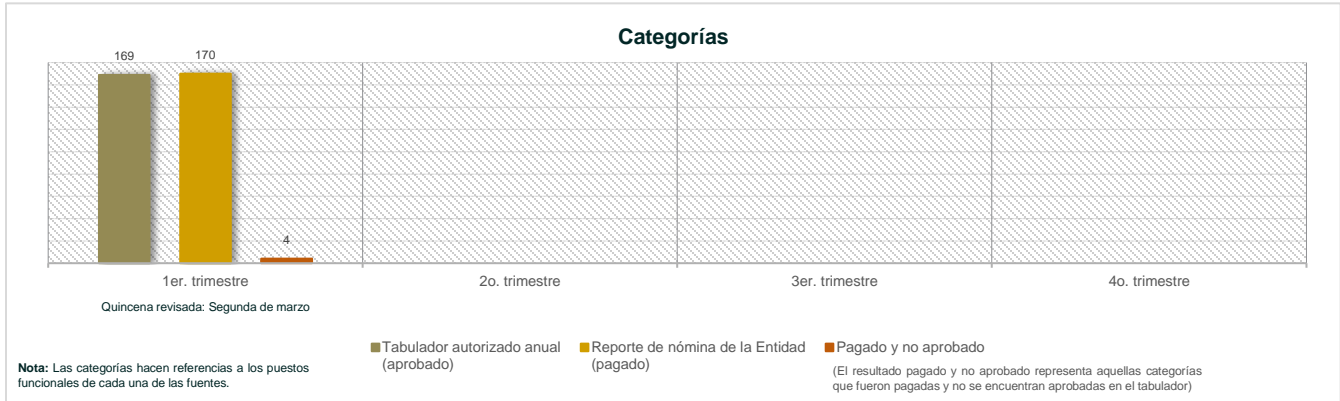 Categorías
169
170
4
1er. trimestre
2o. trimestre
3er. trimestre
4o. trimestre
Quincena revisada: Segunda de marzo
Tabulador autorizado anual
(aprobado)
Reporte de nómina de la Entidad
(pagado)
Pagado y no aprobado
(El resultado pagado y no aprobado representa aquellas categorías
que fueron pagadas y no se encuentran aprobadas en el tabulador)
Nota: Las categorías hacen referencias a los puestos
funcionales de cada una de las fuentes.